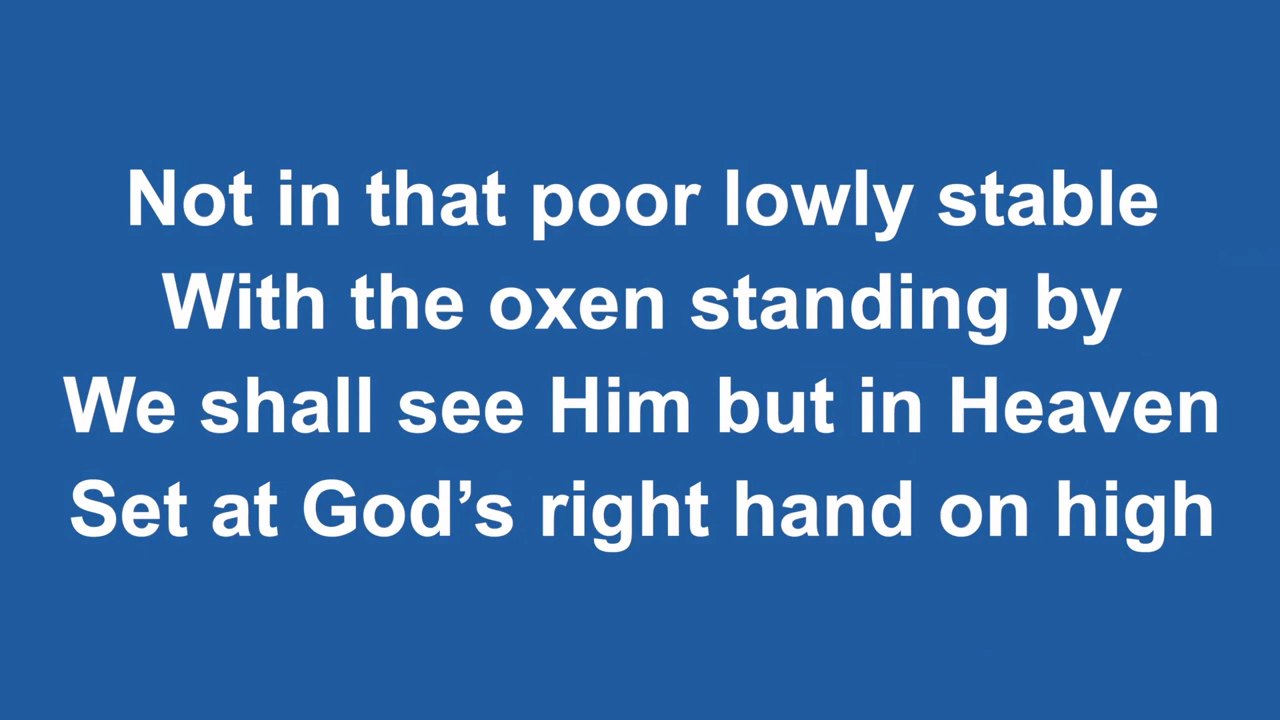 Not in that poor lowly stable
With the oxen standing by
We shall see Him but in Heaven
Set at God’s right hand on high